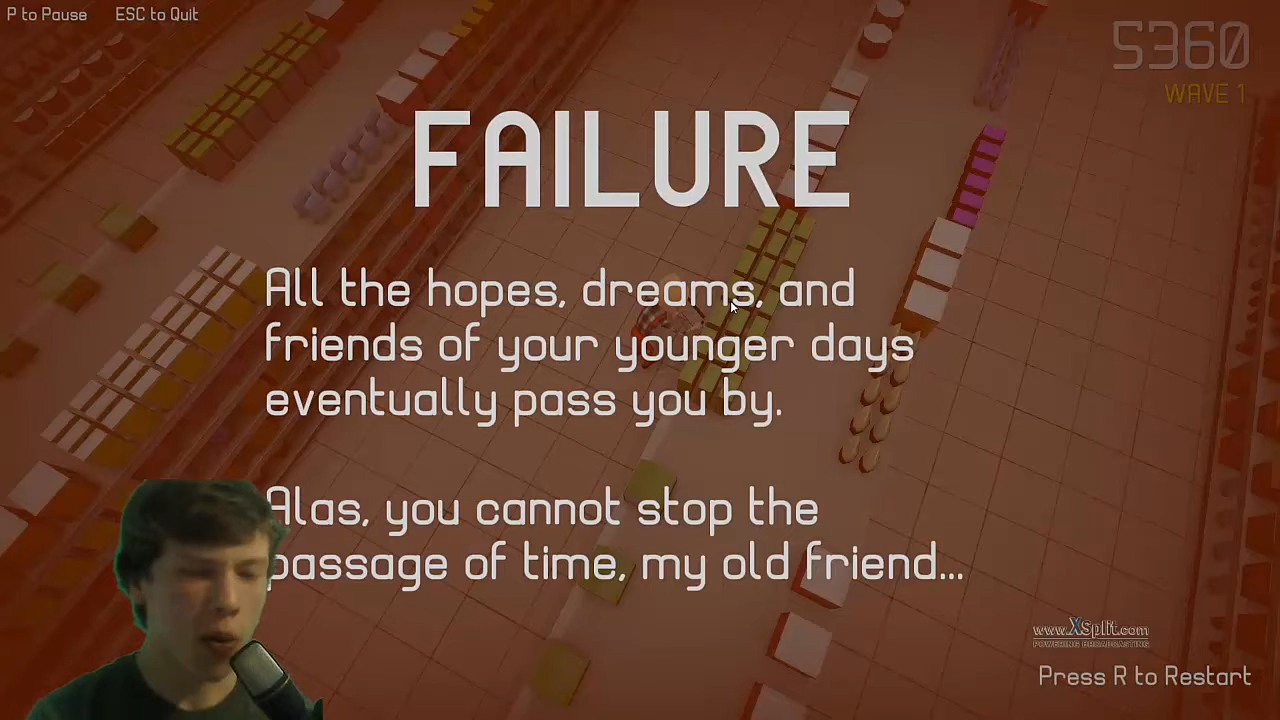 P to Pause ESC to Quit
5360
WAVE 1
FAILURE
All the hopes, dreams, and
friends of your younger days
eventually pass you by.
Alas, you cannot stop the
passage of time, my old friend...
www.XSplit.com
POWERING BROADCASTING
Press R to Restart